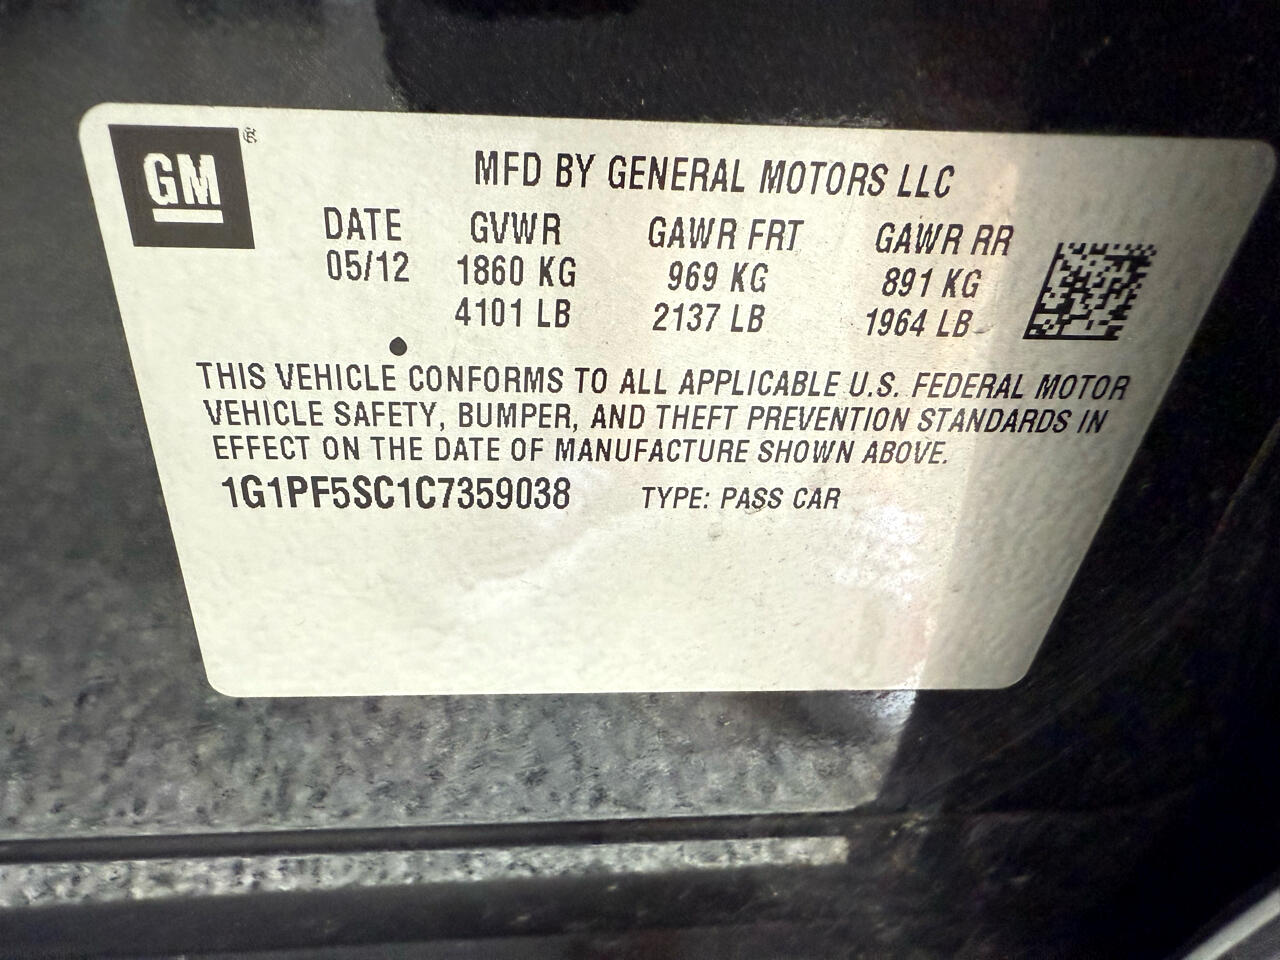 GM ®
MFD BY GENERAL MOTORS LLC
DATE GVWR GAWR FRT GAWR RR
05/12 1860 KG 969 KG 891 KG
4101 LB 2137 LB 1964 LB
THIS VEHICLE CONFORMS TO ALL APPLICABLE U.S. FEDERAL MOTOR
VEHICLE SAFETY, BUMPER, AND THEFT PREVENTION STANDARDS IN
EFFECT ON THE DATE OF MANUFACTURE SHOWN ABOVE.
1G1PF5SC1C7359038 TYPE: PASS CAR